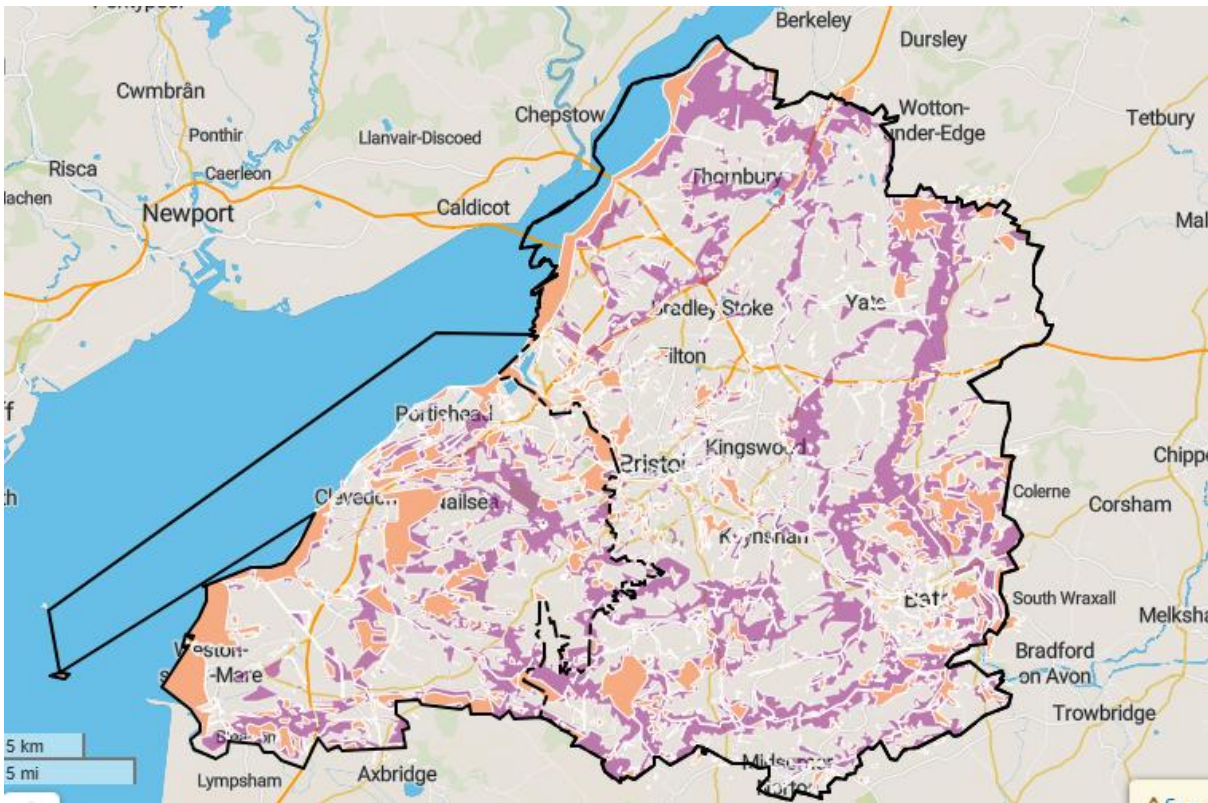 Berkeley
Dursley
Cwmbrân
Chepstow
Wotton-
under-Edge
Tetbury
Ponthir
Llanvair-Discoed
Risca
Caerleon
Thornbury
Machen
Newport
Caldicot
Bradley Stoke
Yate
Filton
Portishead
Kingswood
Bristol
Clevedon
Nailsea
Colerne
Corsham
Keynsham
Bath
South Wraxall
Weston-
-Mare
Bradford
on Avon
Trowbridge
5 km
5 mi
Lympsham
Axbridge
Midsomer
Norton